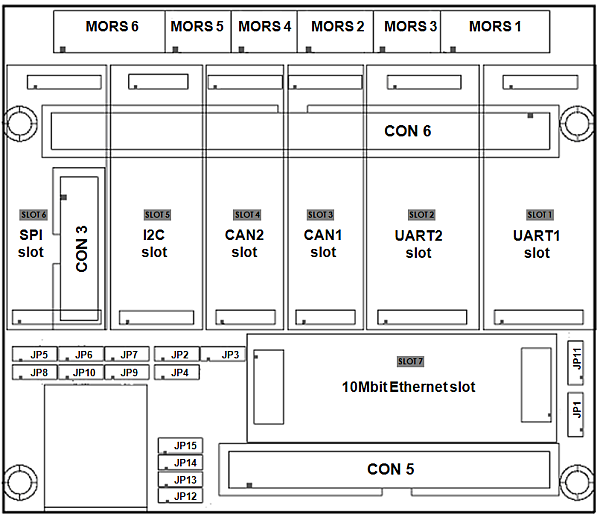 MORS 6 MORS 5 MORS 4 MORS 2 MORS 3 MORS 1
CON 6
SLOT 6 SLOT 5 SLOT 4 SLOT 3 SLOT 2 SLOT 1
SPI I2C CAN2 CAN1 UART2 UART1
slot slot slot slot slot slot
CON 3
JP5 JP6 JP7 JP2 JP3
JP8 JP10 JP9 JP4
SLOT 7
10Mbit Ethernet slot
JP11
JP1
JP15
JP14
JP13
JP12
CON 5